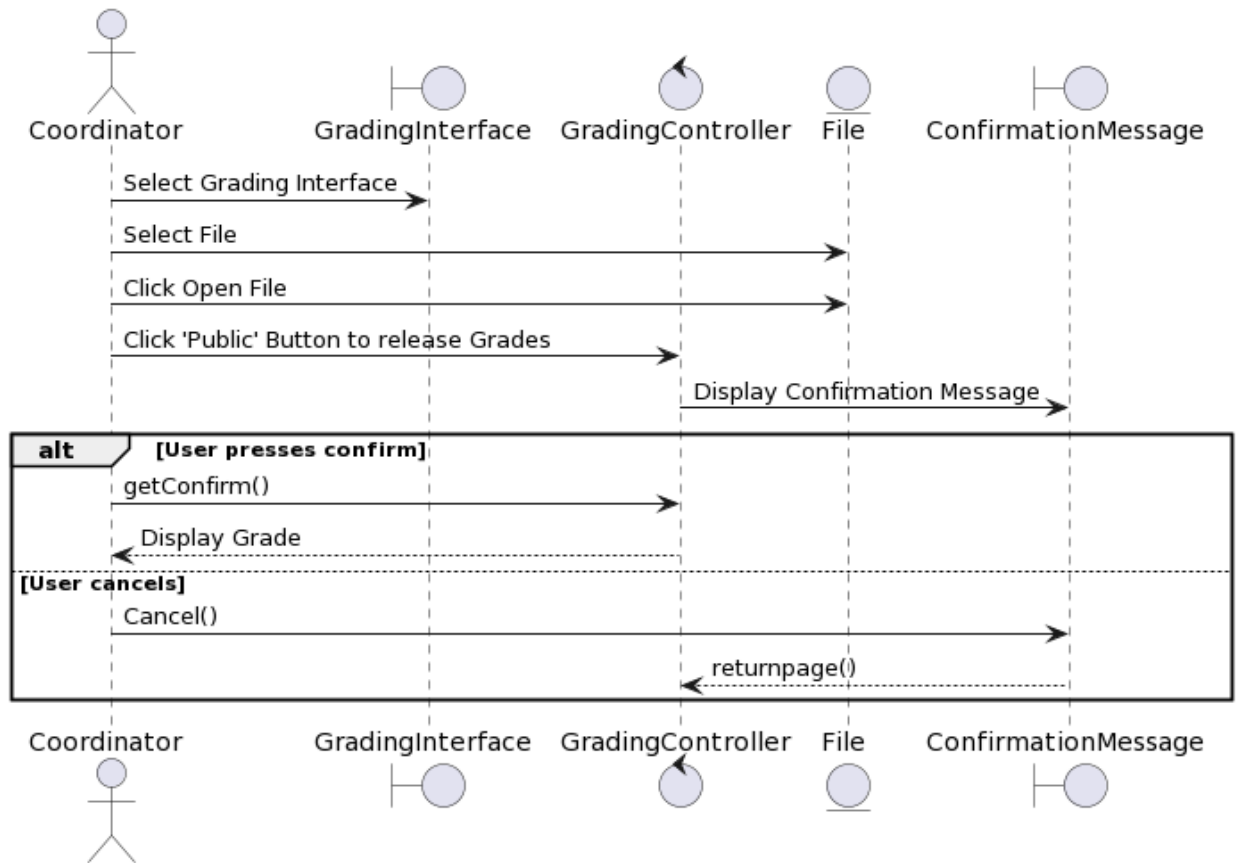 Coordinator
GradingInterface
GradingController
File
ConfirmationMessage
Select Grading Interface
Select File
Click Open File
Click 'Public' Button to release Grades
Display Confirmation Message
alt
[User presses confirm]
getConfirm()
Display Grade
[User cancels]
Cancel()
returnpage()
Coordinator
GradingInterface
GradingController
File
ConfirmationMessage